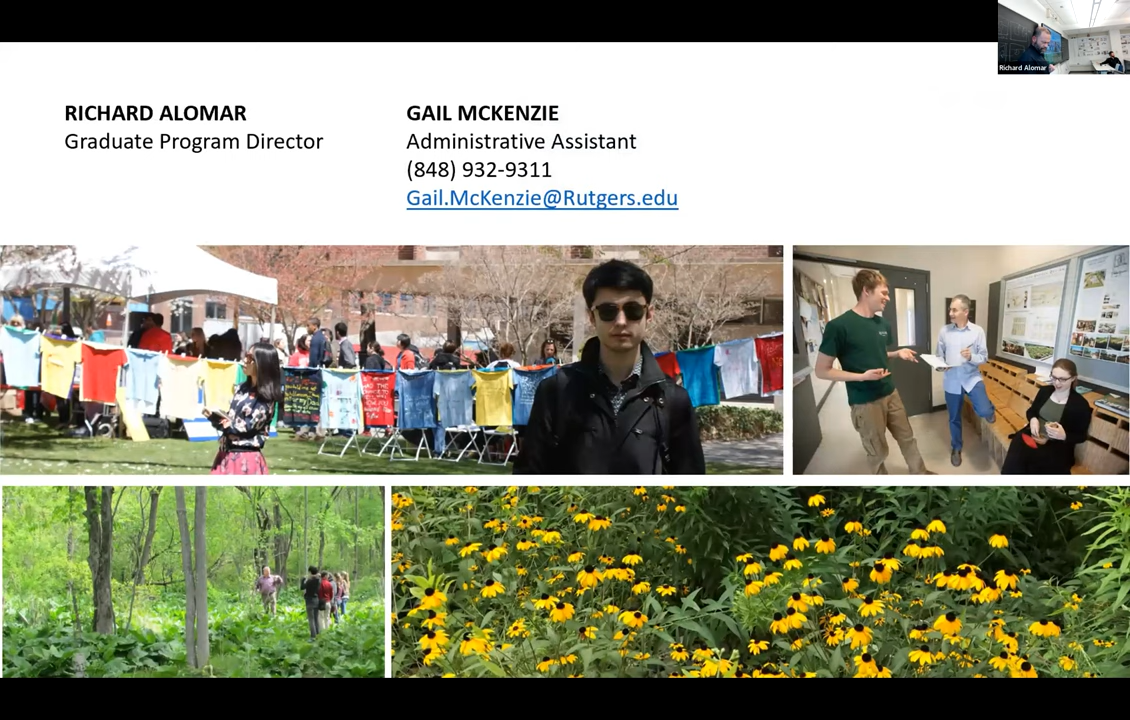 Richard Alomar
RICHARD ALOMAR
Graduate Program Director
GAIL MCKENZIE
Administrative Assistant
(848) 932-9311
Gail.McKenzie@Rutgers.edu